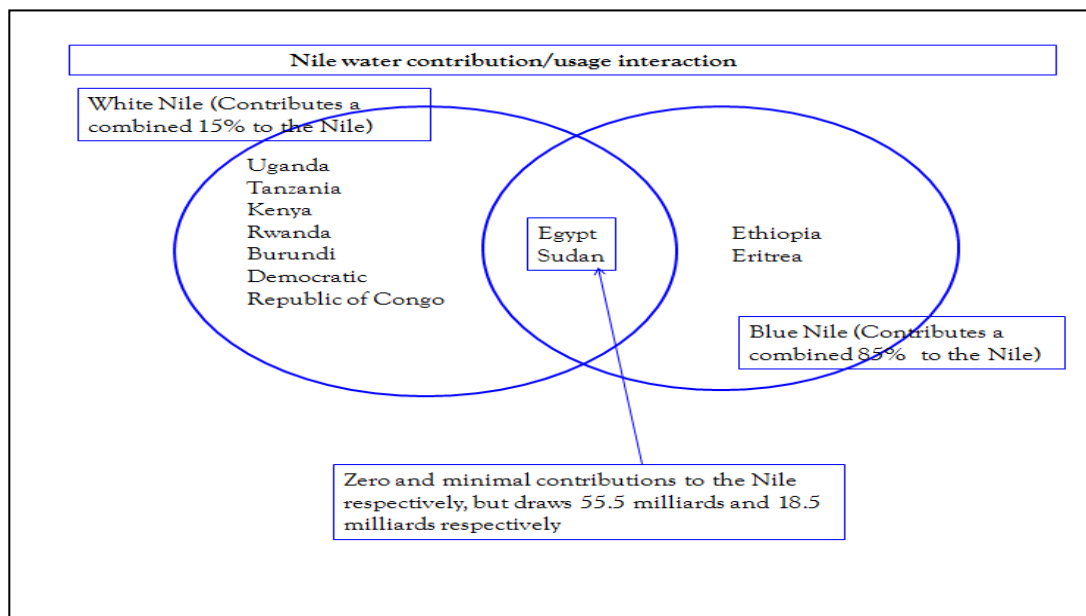 Nile water contribution/usage interaction
White Nile (Contributes a
combined 15% to the Nile)
Uganda
Tanzania
Kenya
Rwanda
Burundi
Democratic
Republic of Congo
Egypt
Sudan
Ethiopia
Eritrea
Blue Nile (Contributes a
combined 85% to the Nile)
Zero and minimal contributions to the Nile
respectively, but draws 55.5 milliards and 18.5
milliards respectively